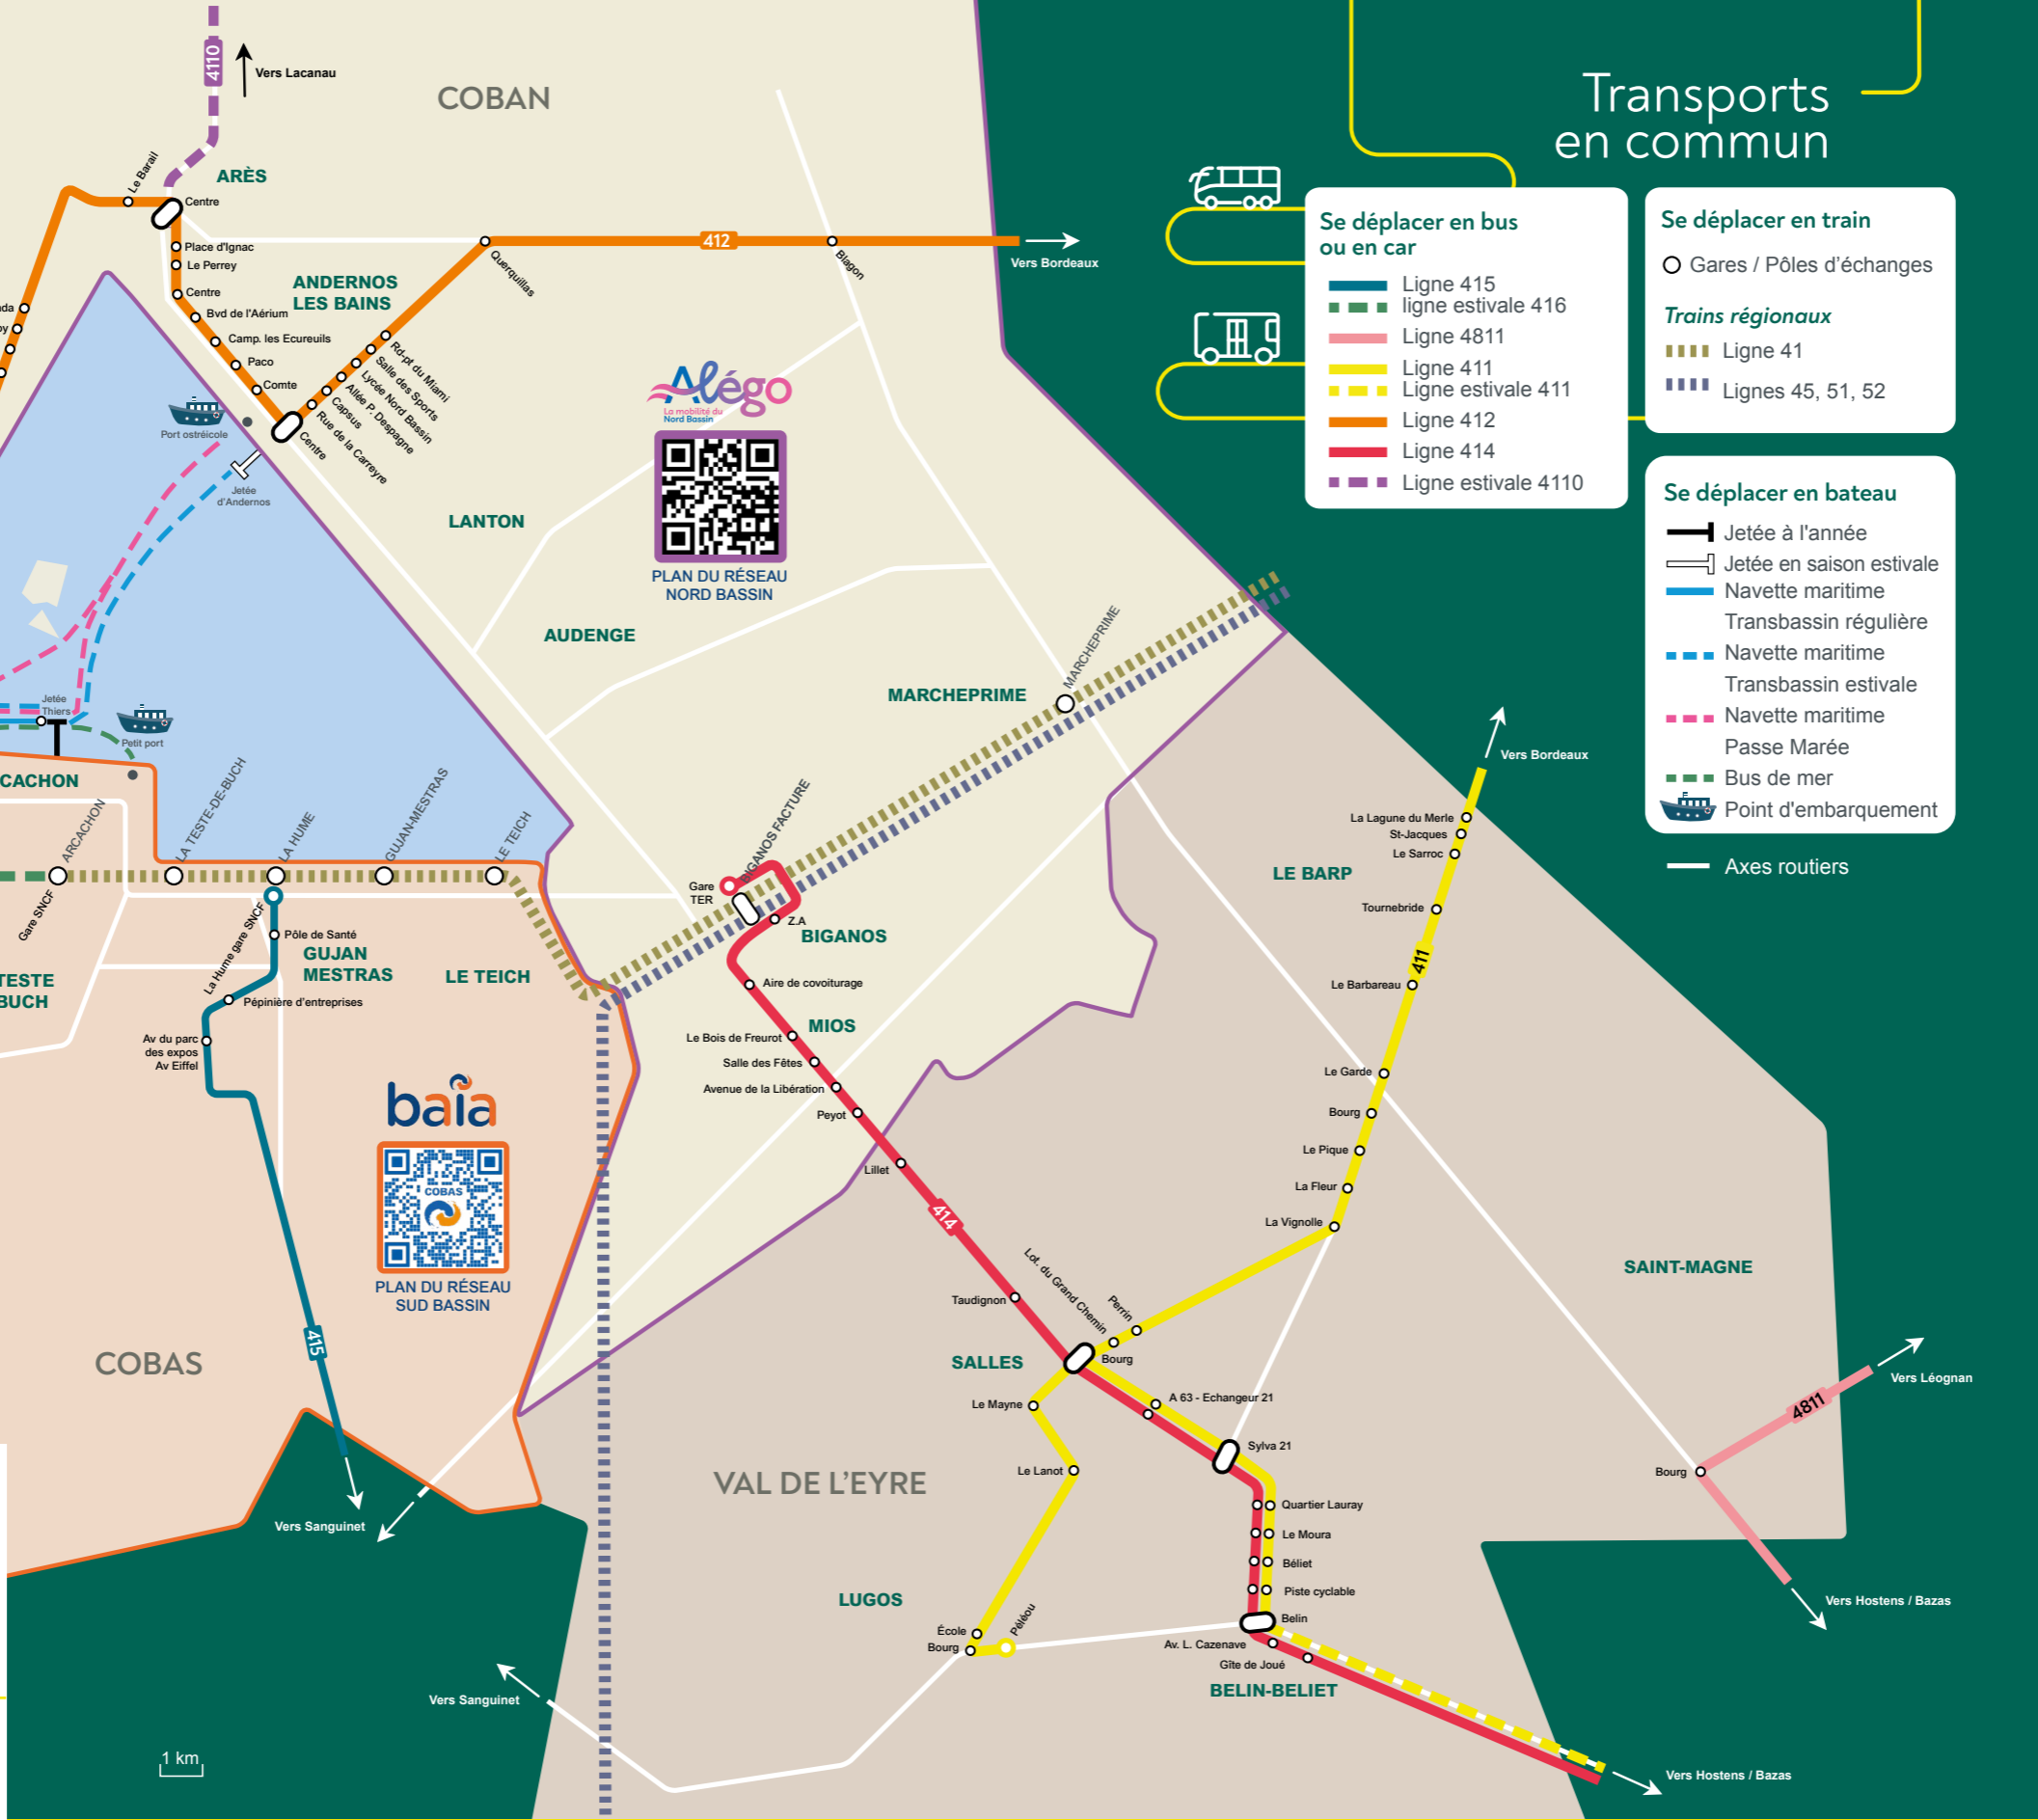 Transports
en commun
Se déplacer en bus
ou en car
Ligne 415
ligne estivale 416
Ligne 4811
Ligne 411
Ligne estivale 411
Ligne 412
Ligne 414
Ligne estivale 4110
Se déplacer en train
Gares / Pôles d'échanges
Trains régionaux
Ligne 41
Lignes 45, 51, 52
Se déplacer en bateau
Jetée à l'année
Jetée en saison estivale
Navette maritime
Transbassin régulière
Navette maritime
Transbassin estivale
Navette maritime
Passe Marée
Bus de mer
Point d'embarquement
Axes routiers
4110
Vers Lacanau
COBAN
Le Barail
ARÈS
Centre
Place d'Ignac
Le Perrey
Centre
Bvd de l'Aérium
Camp. les Ecureuils
Paco
Comte
ANDERNOS
LES BAINS
412
Querquillas
Blagon
Vers Bordeaux
Rd-pt du Miami
Salle des Sports
Lycée Nord Bassin
Allée P. Despagne
Capsus
Rue de la Carreyre
Centre
Port ostréicole
Jetée
d'Andernos
Alégo
La mobilité du
Nord Bassin
PLAN DU RÉSEAU
NORD BASSIN
LANTON
AUDENGE
MARCHEPRIME
MARCHEPRIME
Jetée
Thiers
Petit port
CACHON
ARCACHON
LA TESTE-DE-BUCH
LA HUME
GUJAN-MESTRAS
LE TEICH
BIGANOS FACTURE
Gare SNCF
La Hume gare SNCF
Pôle de Santé
GUJAN
MESTRAS
LE TEICH
TESTE
BUCH
Pépinière d'entreprises
Av du parc
des expos
Av Eiffel
baïa
COBAS
PLAN DU RÉSEAU
SUD BASSIN
415
COBAS
Vers Sanguinet
Gare
TER
Z.A
BIGANOS
Aire de covoiturage
MIOS
Le Bois de Freurot
Salle des Fêtes
Avenue de la Libération
Peyot
Lillet
414
Taudignon
Lot. du Grand Chemin
Perrin
Bourg
SALLES
Le Mayne
A 63 - Echangeur 21
Sylva 21
Le Lanot
VAL DE L'EYRE
Quartier Lauray
Le Moura
Béliet
Piste cyclable
Belin
LUGOS
École
Bourg
Péléou
Av. L. Cazenave
Gîte de Joué
BELIN-BELIET
Vers Sanguinet
Vers Hostens / Bazas
Vers Bordeaux
La Lagune du Merle
St-Jacques
Le Sarroc
LE BARP
Tournebride
411
Le Barbareau
Le Garde
Bourg
Le Pique
La Fleur
La Vignolle
SAINT-MAGNE
Vers Léognan
4811
Bourg
Vers Hostens / Bazas
1 km